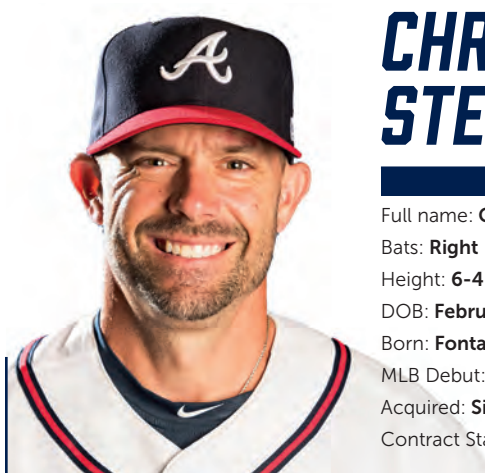 CHR
STE
Full name:
Bats: Right
Height: 6-4
DOB: Febru
Born: Fonta
MLB Debut:
Acquired: Si
Contract Sta
A